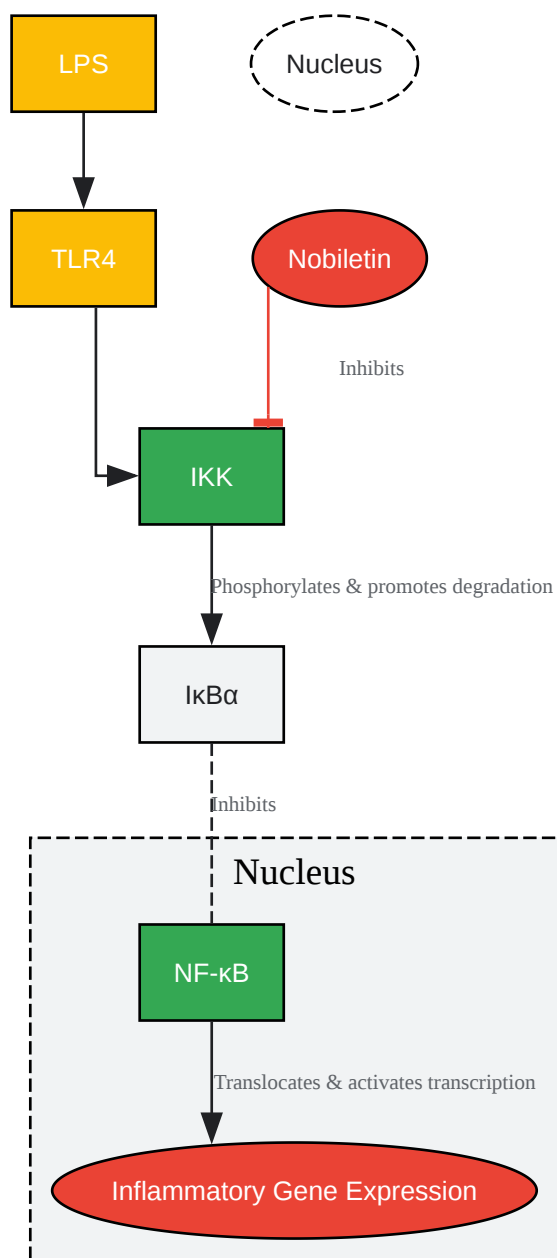 LPS
Nucleus
TLR4
Nobiletin
Inhibits
IKK
Phosphorylates & promotes degradation
IκBα
Inhibits
Nucleus
NF-κB
Translocates & activates transcription
Inflammatory Gene Expression